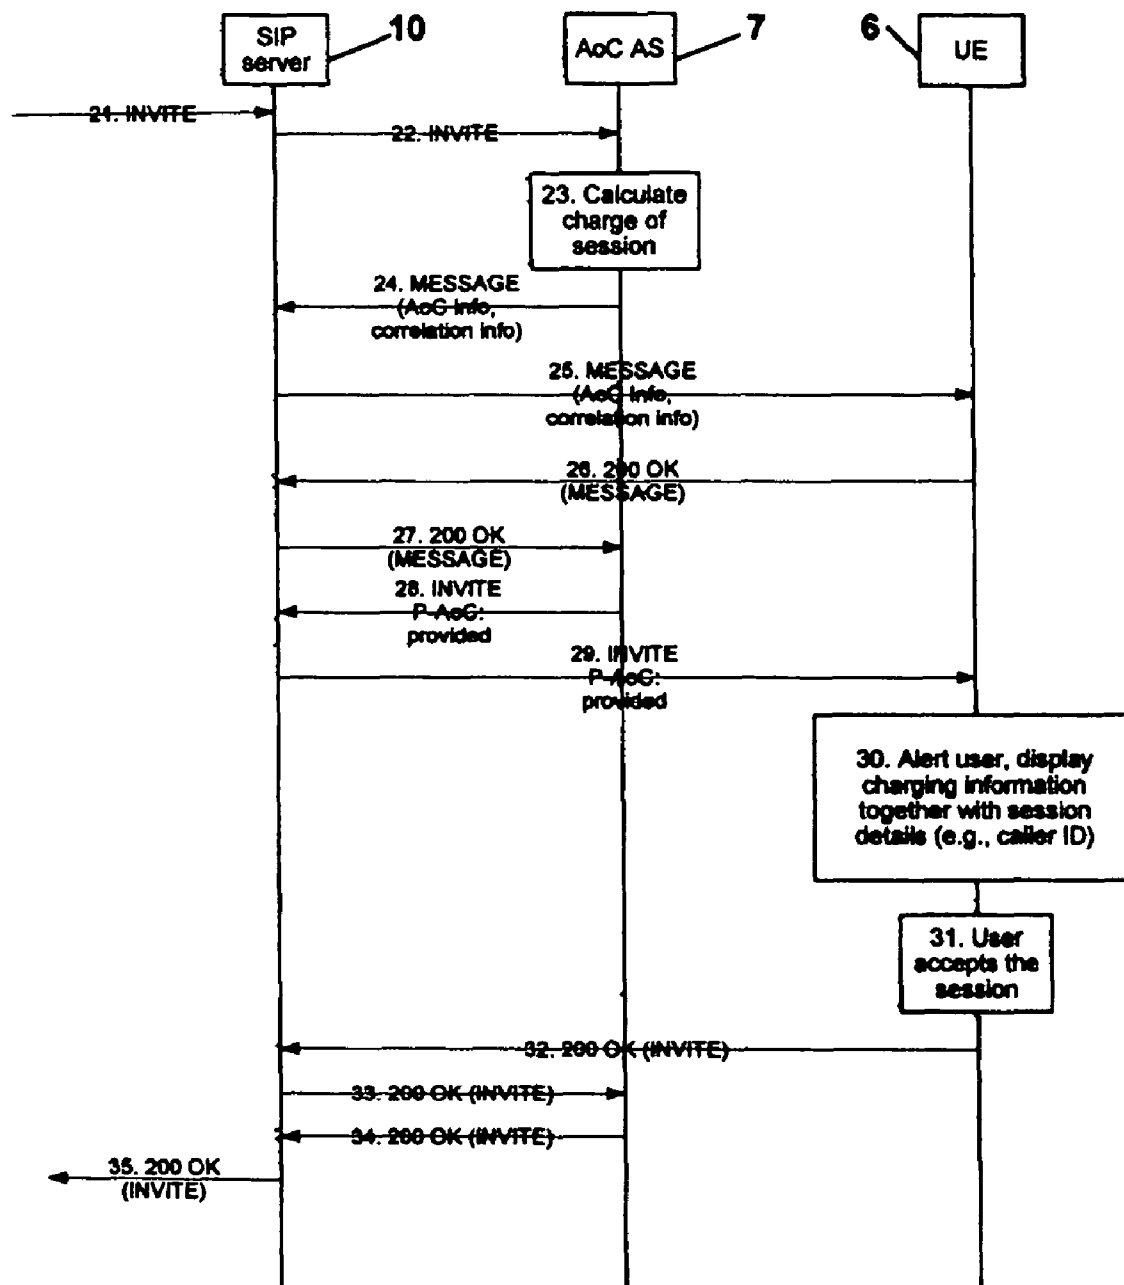 SIP
server
10
AoC AS
7
6
UE
21. INVITE
22. INVITE
23. Calculate
charge of
session
24. MESSAGE
(AoC info,
correlation info)
25. MESSAGE
(AoC info,
correlation info)
26. 200 OK
(MESSAGE)
27. 200 OK
(MESSAGE)
28. INVITE
P-AoC:
provided
29. INVITE
P-AoC:
provided
30. Alert user, display
charging information
together with session
details (e.g., caller ID)
31. User
accepts the
session
32. 200 OK (INVITE)
33. 200 OK (INVITE)
34. 200 OK (INVITE)
35. 200 OK
(INVITE)